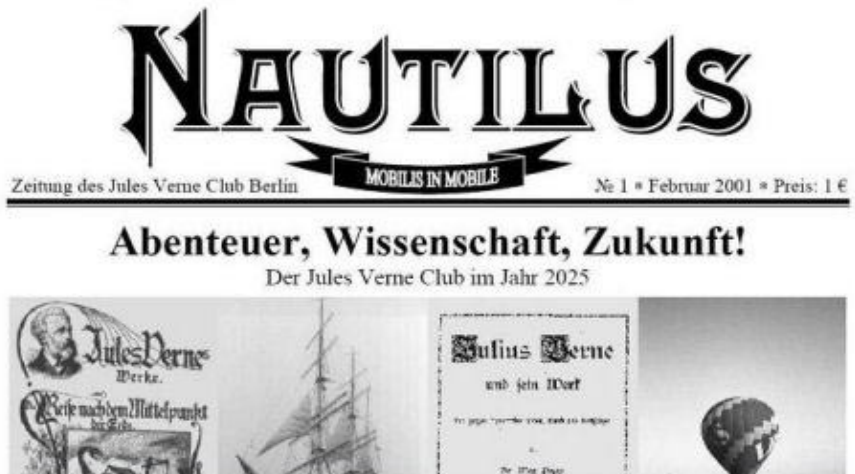 NAUTILUS
MOBILIS IN MOBILE
Zeitung des Jules Verne Club Berlin
№ 1 * Februar 2001 * Preis: 1 €
Abenteuer, Wissenschaft, Zukunft!
Der Jules Verne Club im Jahr 2025
Jules Vernes
Werke.
Reise nach dem Mittelpunkt
der Erde.
Julius Verne
und sein Werk